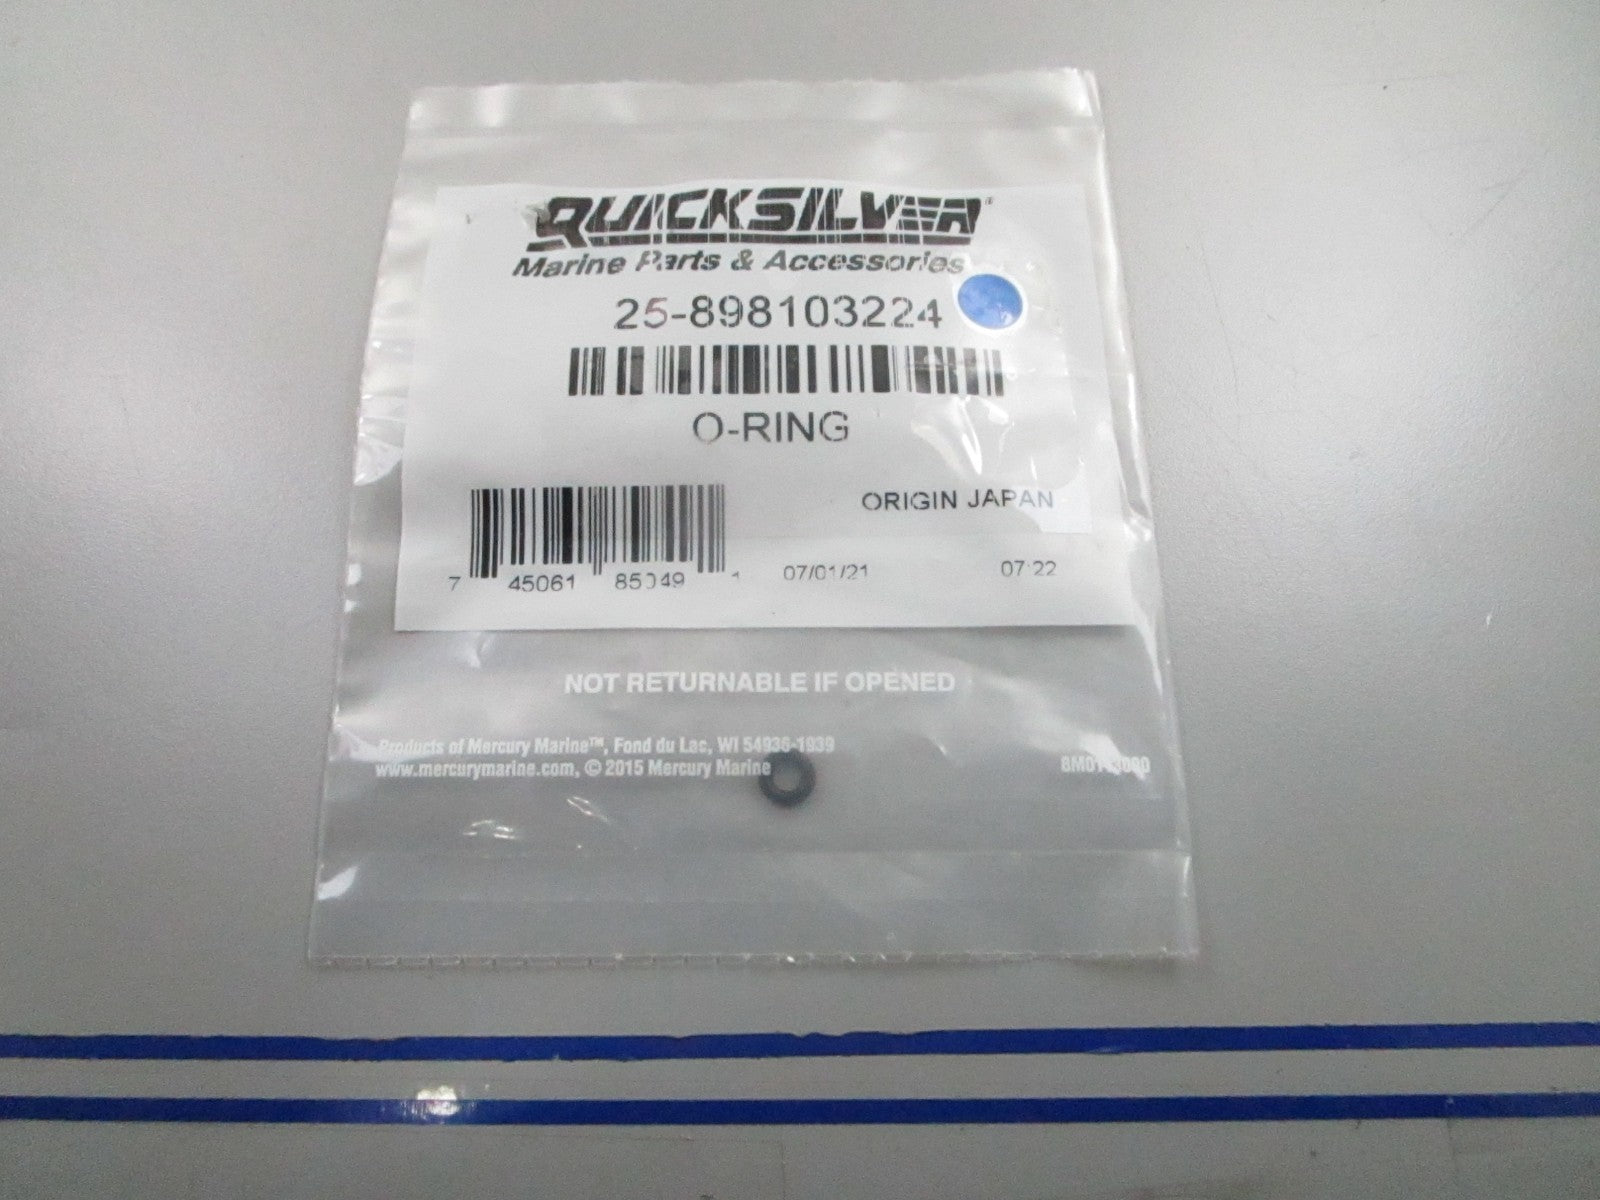 QUICKSILVER®
Marine Parts & Accessories
25-898103224
O-RING
ORIGIN JAPAN
7 45061 85049 1 07/01/21 07:22
NOT RETURNABLE IF OPENED
Products of Mercury Marine™, Fond du Lac, WI 54936-1939
www.mercurymarine.com, © 2015 Mercury Marine